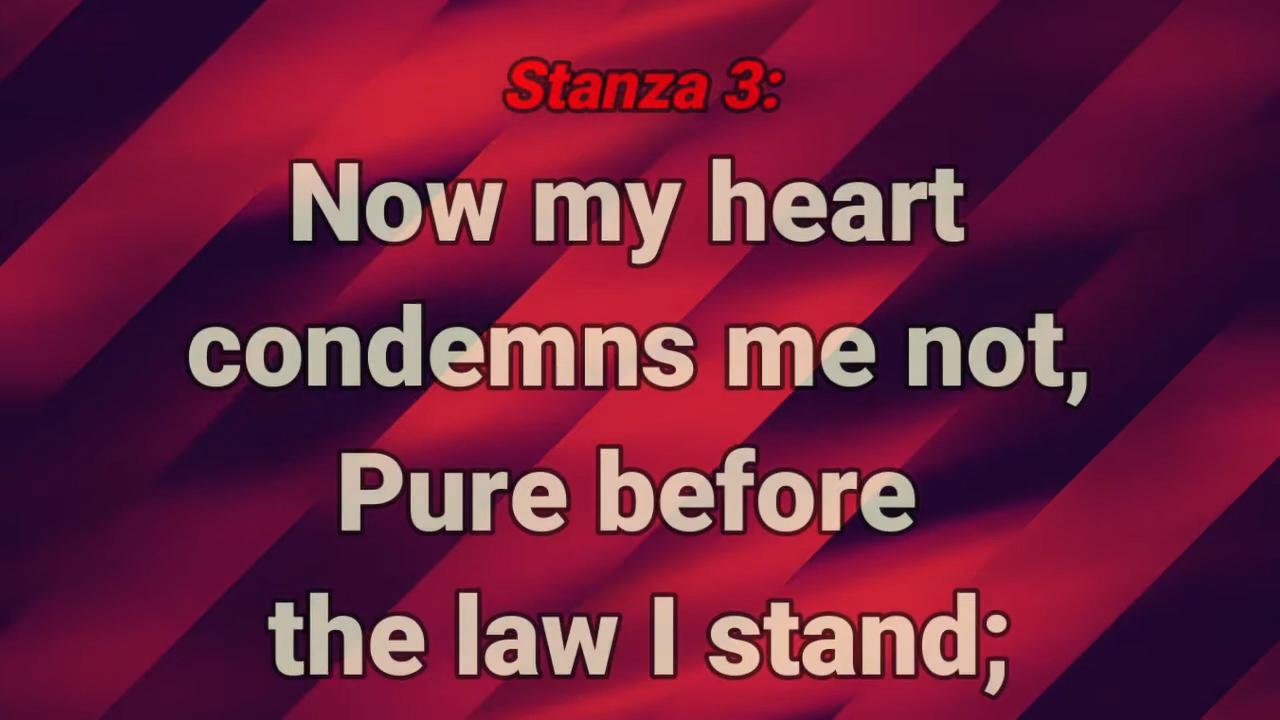 Stanza 3:
Now my heart
condemns me not,
Pure before
the law I stand;